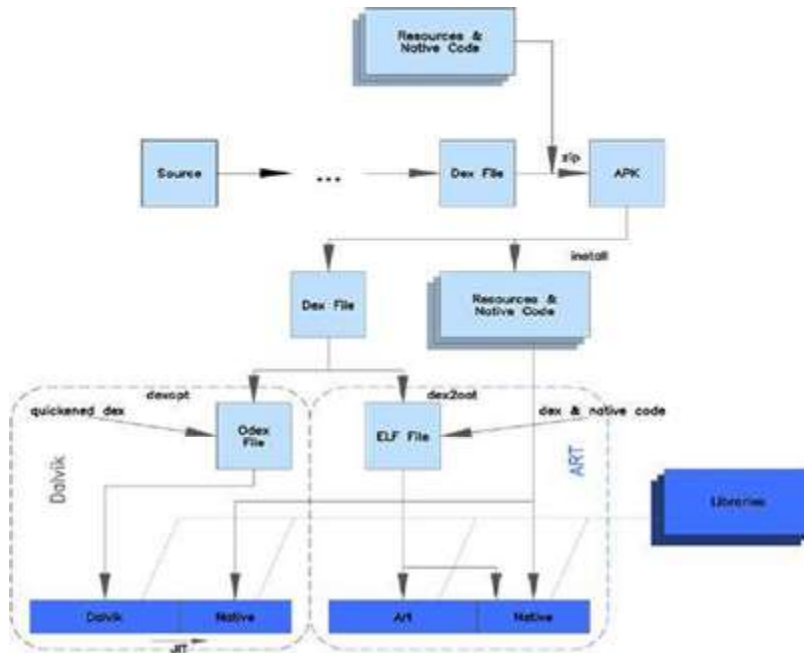 Resources &
Native Code
Source
...
Dex File
zip
APK
install
Dex File
Resources &
Native Code
dexopt
dex2oat
quickened dex
Odex
File
ELF File
dex & native code
Dalvik
ART
Libraries
Dalvik
Native
Art
Native
JIT